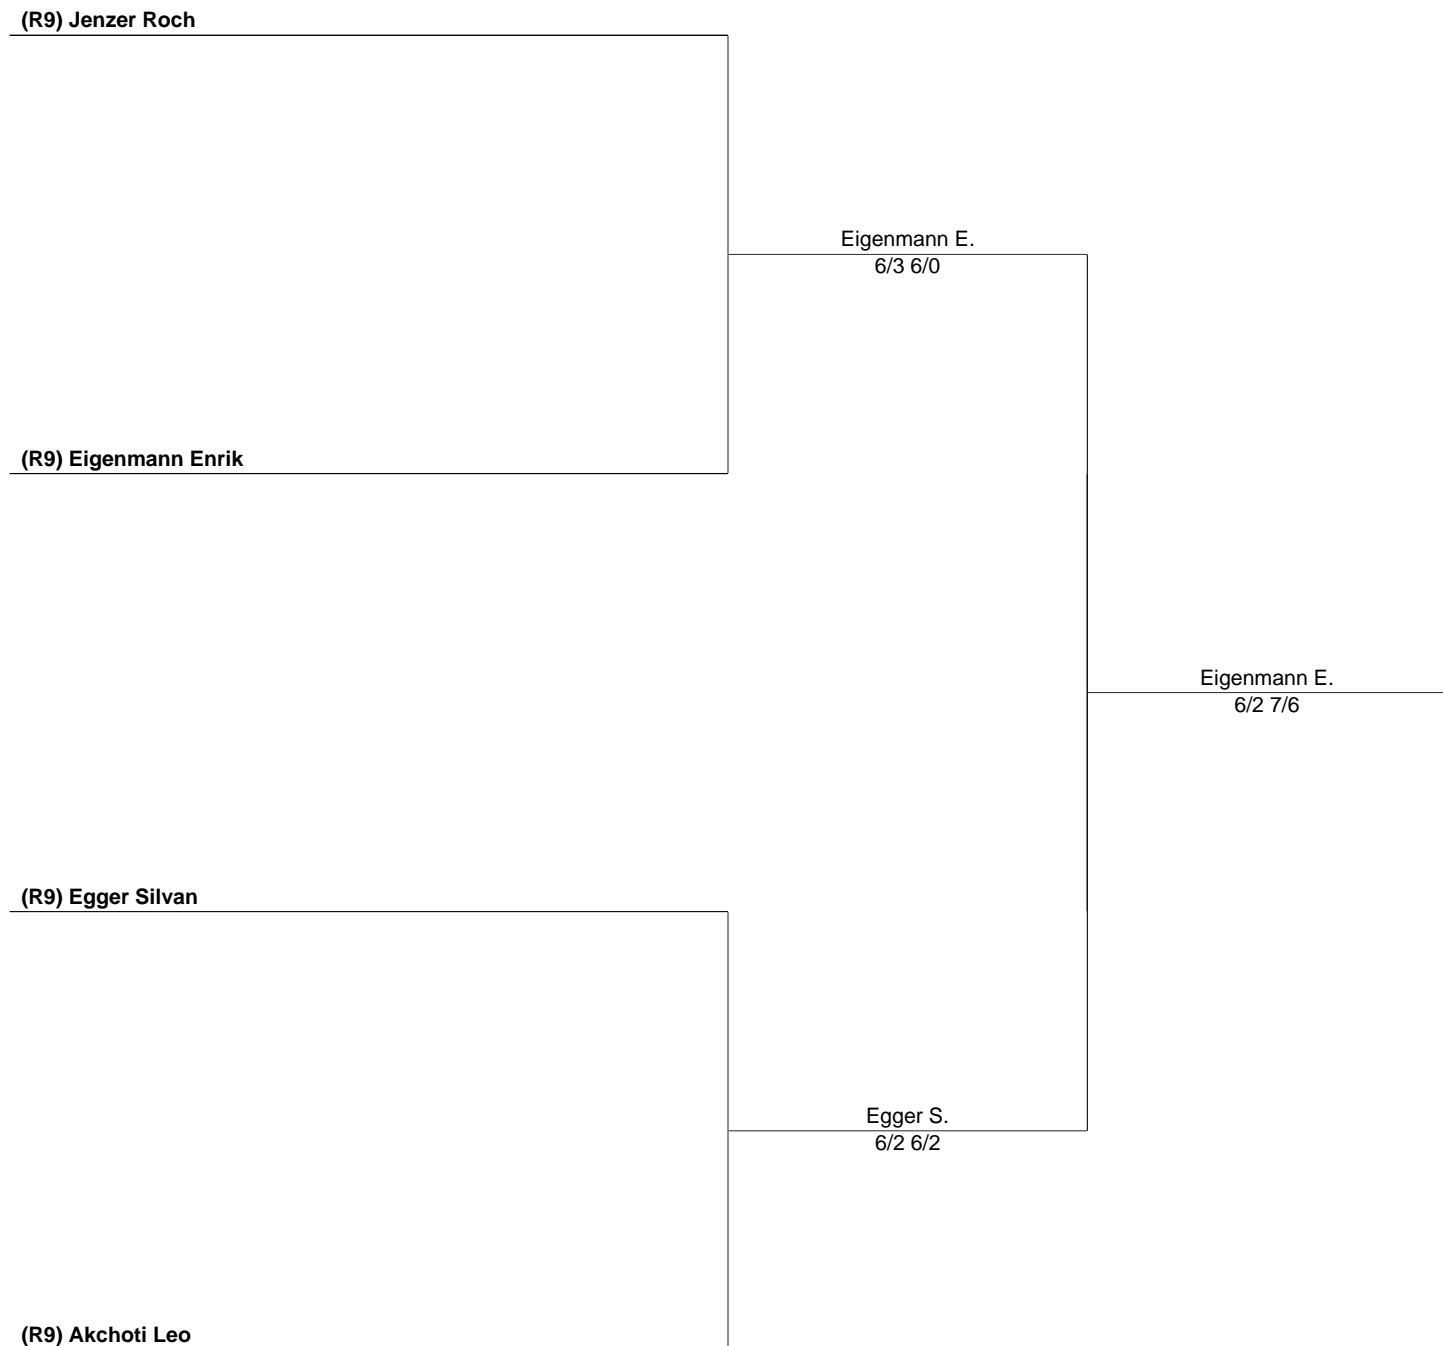 (R9) Jenzer Roch
Eigenmann E.
6/3 6/0
(R9) Eigenmann Enrik
Eigenmann E.
6/2 7/6
(R9) Egger Silvan
Egger S.
6/2 6/2
(R9) Akchoti Leo